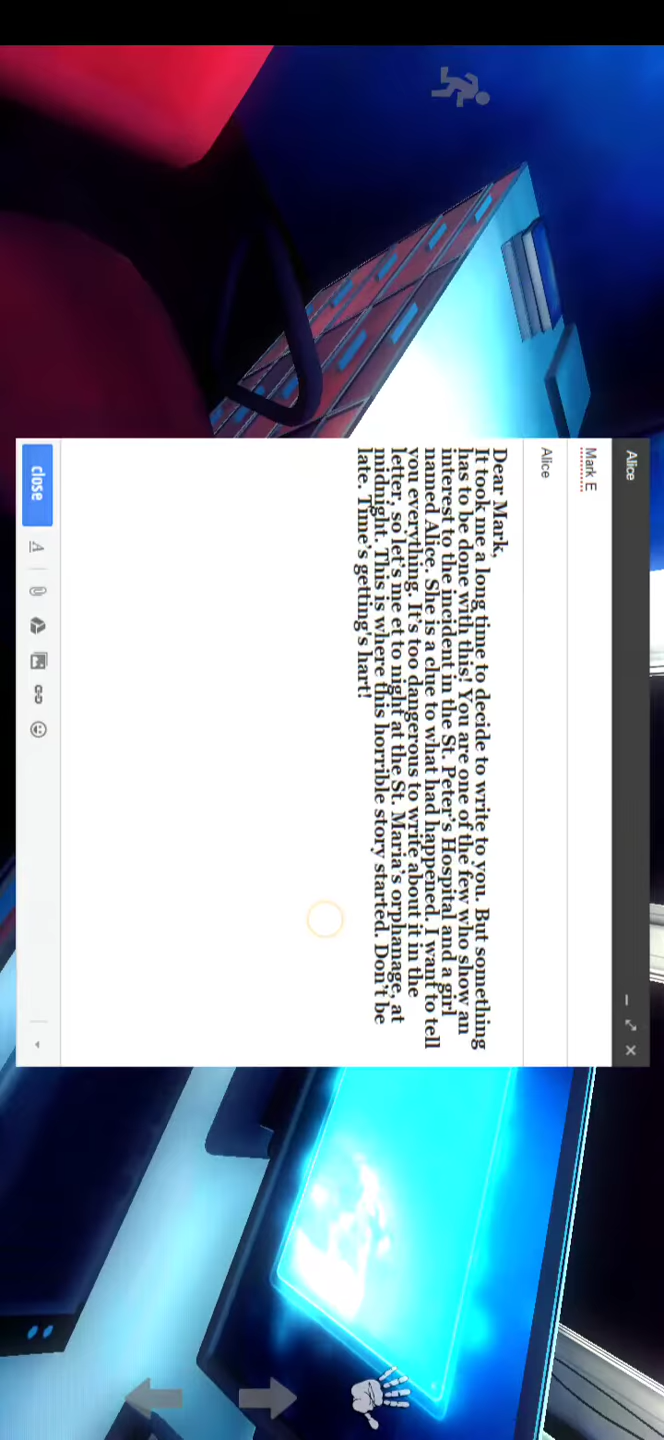 Alice
Mark E
Alice
Dear Mark,
It took me a long time to decide to write to you. But something
has to be done with this! You are one of the few who show an
interest to the incident in the St. Peter's Hospital and a girl
named Alice. She is a clue to what had happened. I want to tell
you everything. It's too dangerous to write about it in the
letter, so let's me et to night at the St. Maria's orphanage, at
midnight. This is where this horrible story started. Don't be
late. Time's getting's hart!
close